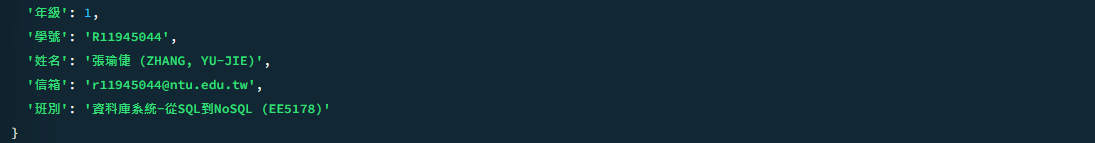 '年級': 1,
'學號': 'R11945044',
'姓名': '張瑜倢 (ZHANG, YU-JIE)',
'信箱': 'r11945044@ntu.edu.tw',
'班別': '資料庫系統-從SQL到NoSQL (EE5178)'
}